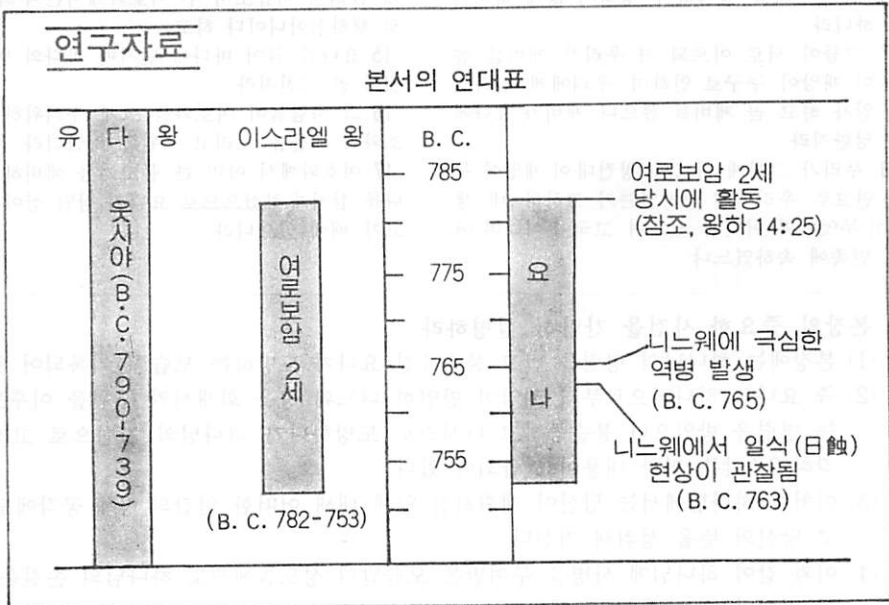 연구자료
본서의 연대표
유 다 왕
이스라엘 왕
B. C.
웃시야 (B.C. 790-739)
여로보암 2세
(B. C. 782-753)
785
775
765
755
요나
여로보암 2세
당시에 활동
(참조, 왕하 14:25)
니느웨에 극심한
역병 발생
(B. C. 765)
니느웨에서 일식(日蝕)
현상이 관찰됨
(B. C. 763)